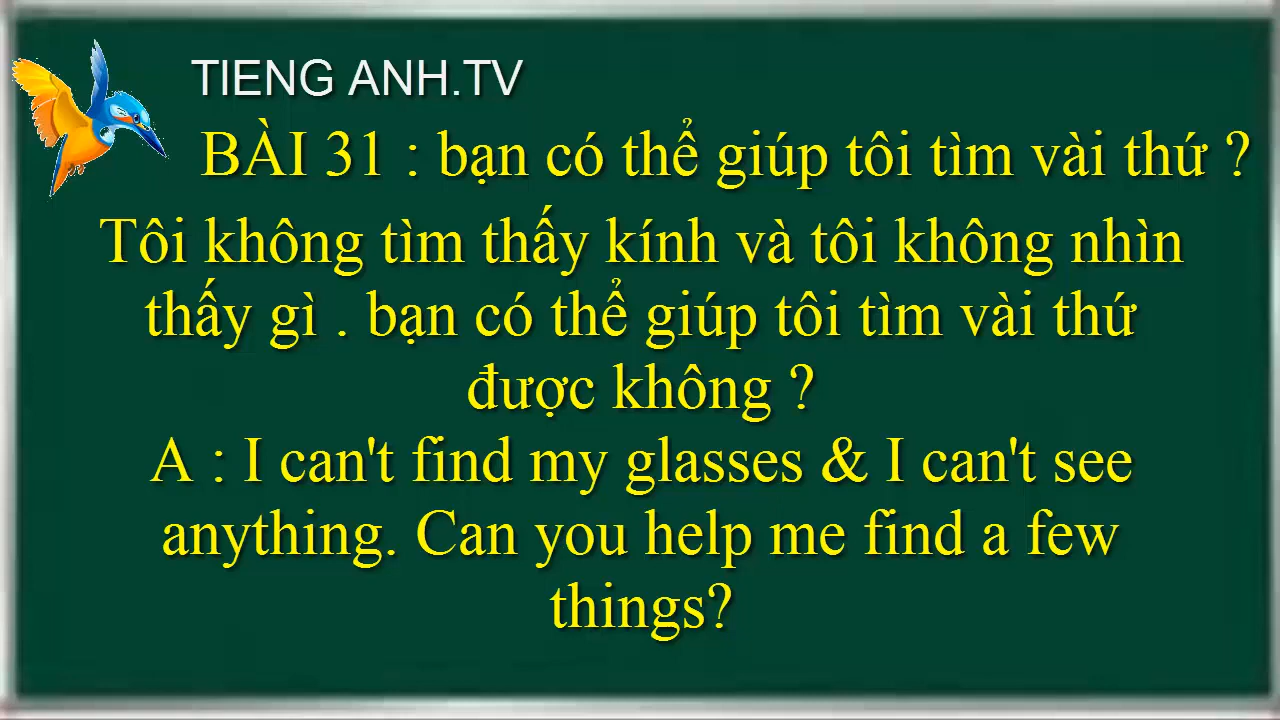 TIENG ANH.TV
BÀI 31 : bạn có thể giúp tôi tìm vài thứ ?
Tôi không tìm thấy kính và tôi không nhìn
thấy gì . bạn có thể giúp tôi tìm vài thứ
được không ?
A : I can't find my glasses & I can't see
anything. Can you help me find a few
things?